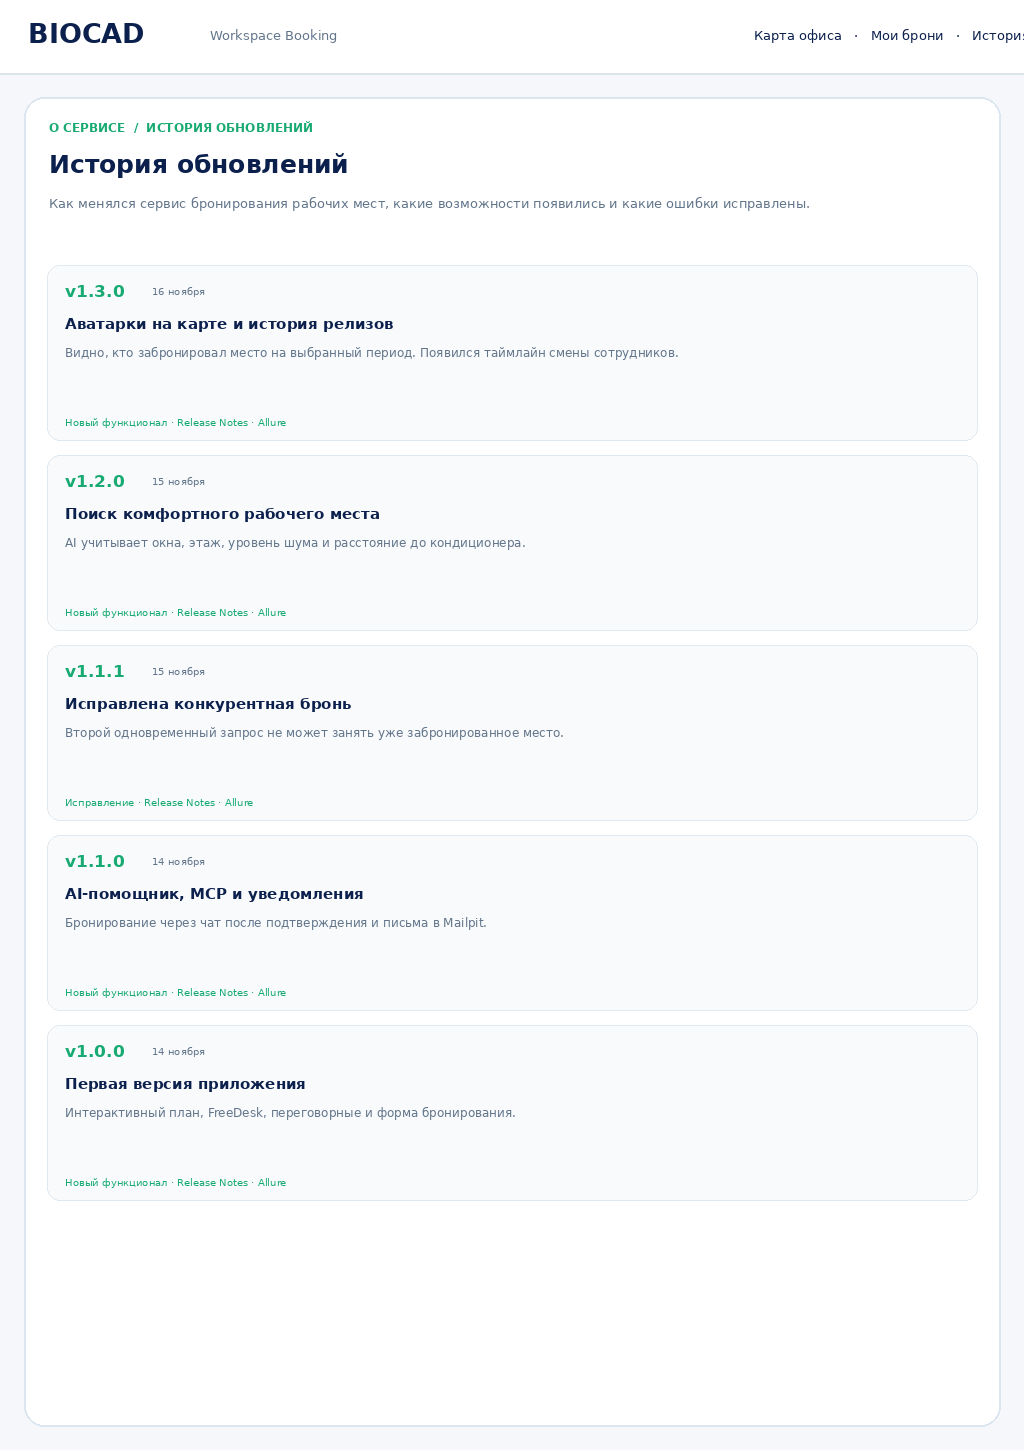 BIOCAD
Workspace Booking
Карта офиса · Мои брони · История
О СЕРВИСЕ / ИСТОРИЯ ОБНОВЛЕНИЙ
История обновлений
Как менялся сервис бронирования рабочих мест, какие возможности появились и какие ошибки исправлены.
v1.3.0 16 ноября
Аватарки на карте и история релизов
Видно, кто забронировал место на выбранный период. Появился таймлайн смены сотрудников.
Новый функционал · Release Notes · Allure
v1.2.0 15 ноября
Поиск комфортного рабочего места
AI учитывает окна, этаж, уровень шума и расстояние до кондиционера.
Новый функционал · Release Notes · Allure
v1.1.1 15 ноября
Исправлена конкурентная бронь
Второй одновременный запрос не может занять уже забронированное место.
Исправление · Release Notes · Allure
v1.1.0 14 ноября
AI-помощник, MCP и уведомления
Бронирование через чат после подтверждения и письма в Mailpit.
Новый функционал · Release Notes · Allure
v1.0.0 14 ноября
Первая версия приложения
Интерактивный план, FreeDesk, переговорные и форма бронирования.
Новый функционал · Release Notes · Allure